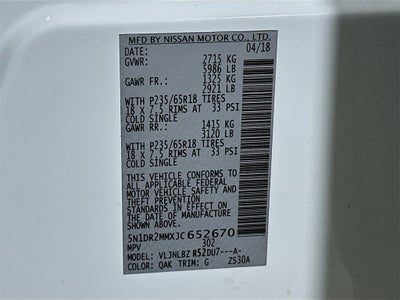 MFD BY NISSAN MOTOR CO., LTD.
DATE: 04/18
GVWR: 2715 KG
5986 LB
GAWR FR.: 1325 KG
2921 LB
WITH P235/65R18 TIRES
18 X 7.5 RIMS AT 33 PSI
COLD SINGLE
GAWR RR.: 1415 KG
3120 LB
WITH P235/65R18 TIRES
18 X 7.5 RIMS AT 33 PSI
COLD SINGLE
THIS VEHICLE CONFORMS TO
ALL APPLICABLE FEDERAL
MOTOR VEHICLE SAFETY AND
THEFT PREVENTION
STANDARDS IN EFFECT ON
THE DATE OF MANUFACTURE
SHOWN ABOVE.
5N1DR2MMXJC652670
MPV 302
MODEL: VLJNLBZ R52DU7---A-
COLOR: QAK TRIM: G ZS30A